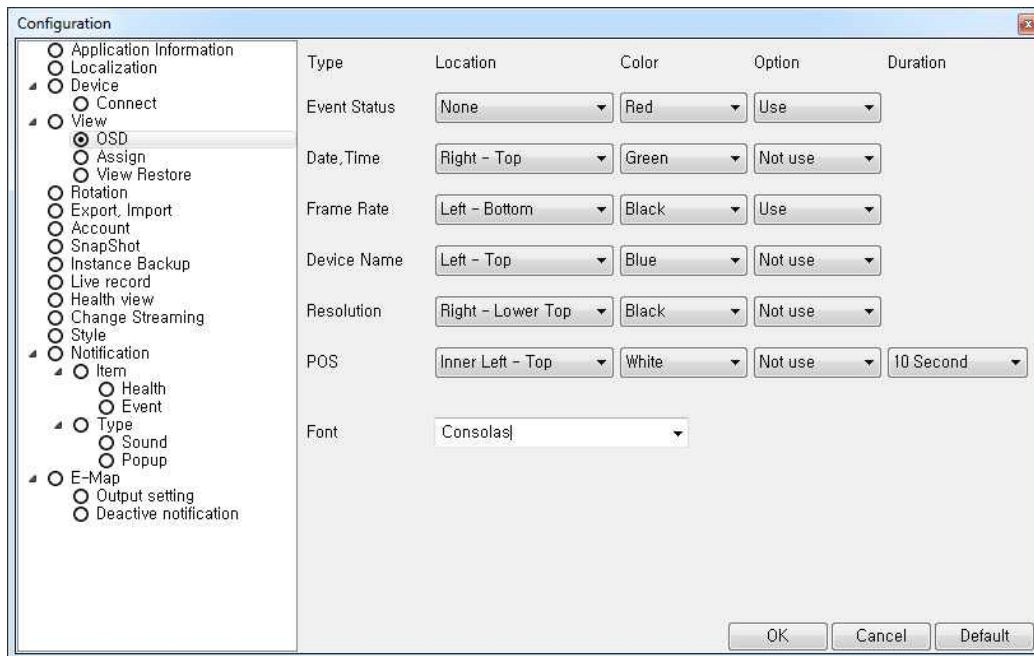 Configuration
Application Information
Localization
Device
Connect
View
OSD
Assign
View Restore
Rotation
Export, Import
Account
SnapShot
Instance Backup
Live record
Health view
Change Streaming
Style
Notification
Item
Health
Event
Type
Sound
Popup
E-Map
Output setting
Deactive notification
Type Location Color Option Duration
Event Status None Red Use
Date,Time Right - Top Green Not use
Frame Rate Left - Bottom Black Use
Device Name Left - Top Blue Not use
Resolution Right - Lower Top Black Not use
POS Inner Left - Top White Not use 10 Second
Font Consolas
OK Cancel Default